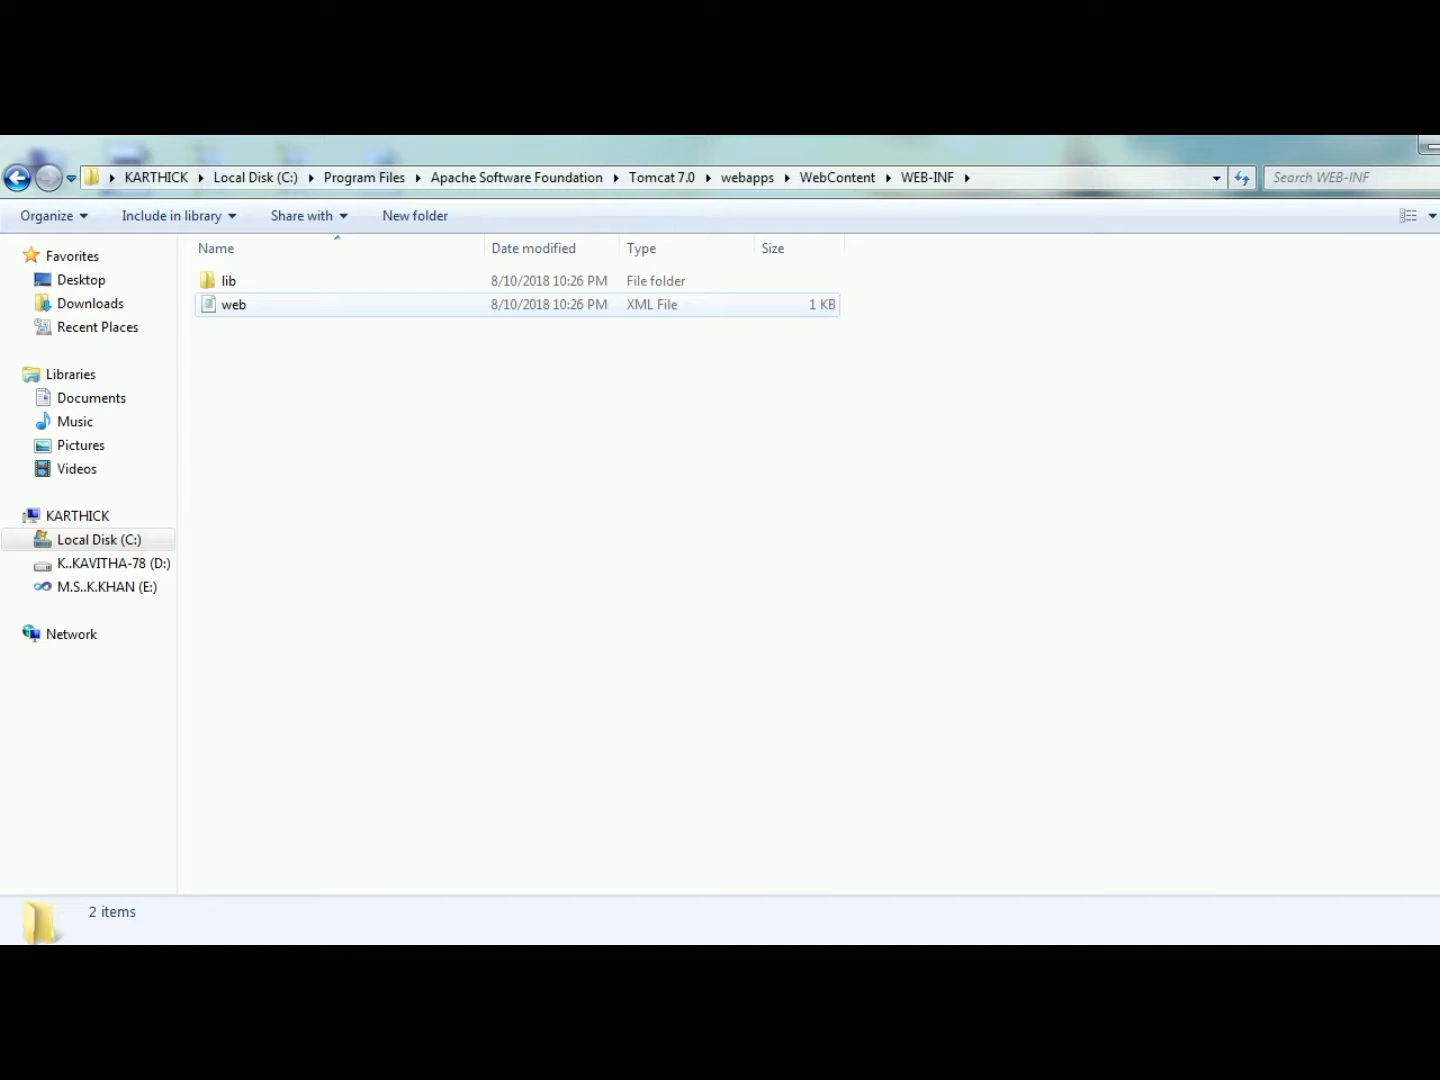 KARTHICK Local Disk (C:) Program Files Apache Software Foundation Tomcat 7.0 webapps WebContent WEB-INF Search WEB-INF
Organize Include in library Share with New folder
Name Date modified Type Size
Favorites
Desktop
Downloads
Recent Places
Libraries
Documents
Music
Pictures
Videos
KARTHICK
Local Disk (C:)
K..KAVITHA-78 (D:)
M.S..K.KHAN (E:)
Network
lib 8/10/2018 10:26 PM File folder
web 8/10/2018 10:26 PM XML File 1 KB
2 items